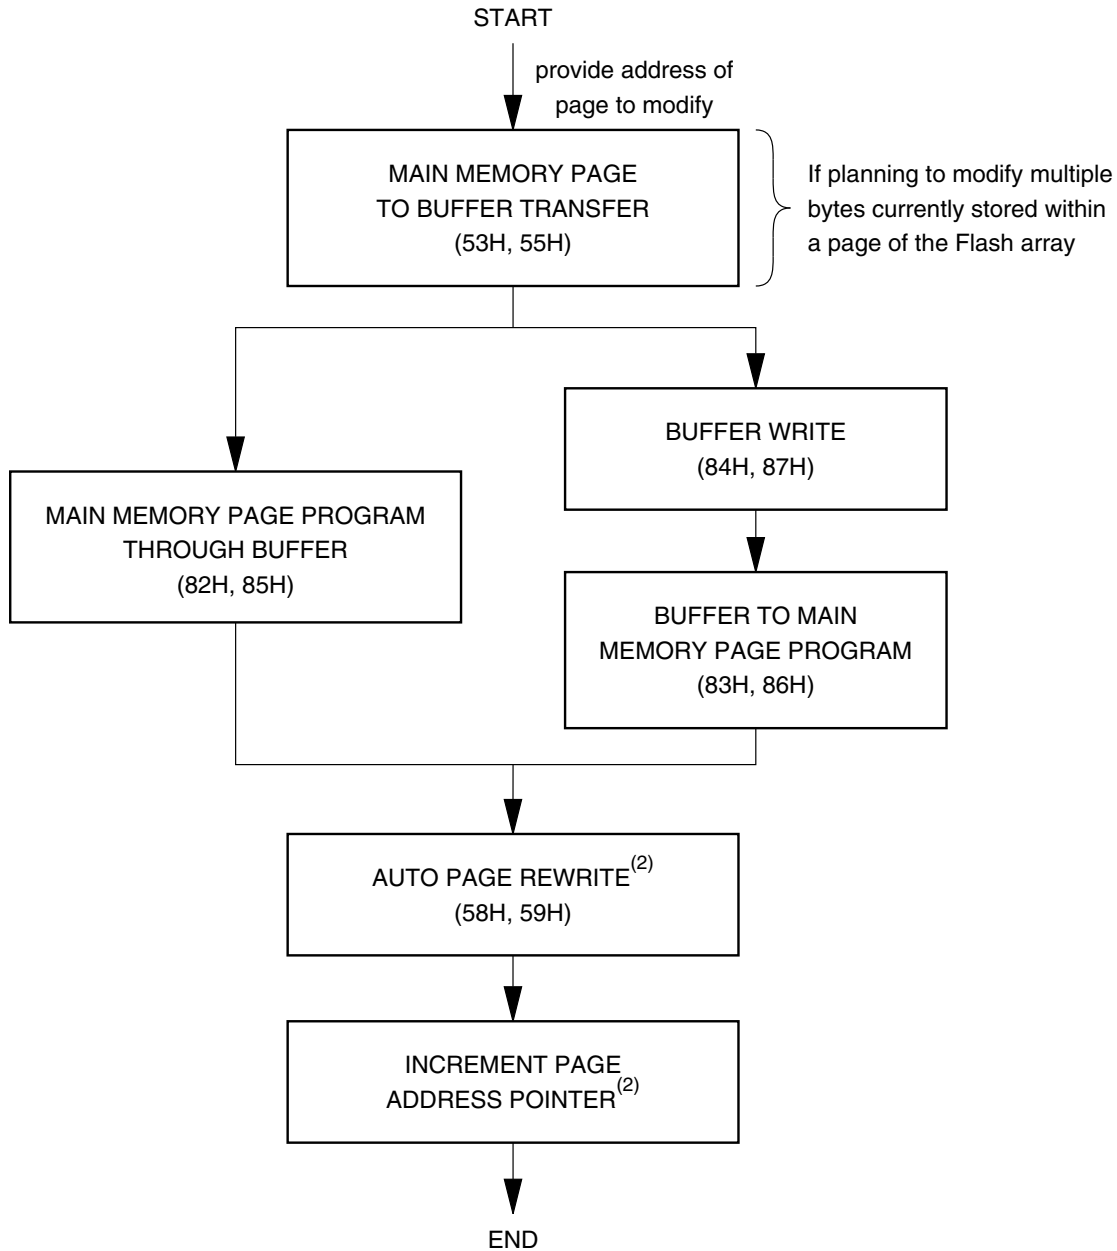 START
provide address of
page to modify
MAIN MEMORY PAGE
TO BUFFER TRANSFER
(53H, 55H)
If planning to modify multiple
bytes currently stored within
a page of the Flash array
BUFFER WRITE
(84H, 87H)
MAIN MEMORY PAGE PROGRAM
THROUGH BUFFER
(82H, 85H)
BUFFER TO MAIN
MEMORY PAGE PROGRAM
(83H, 86H)
AUTO PAGE REWRITE(2)
(58H, 59H)
INCREMENT PAGE
ADDRESS POINTER(2)
END